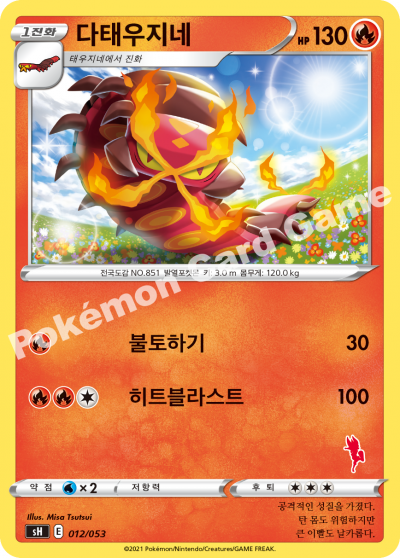 1진화
다태우지네
HP 130
태우지네에서 진화
전국도감 NO.851 발열포켓몬 키: 3.0 m 몸무게: 120.0 kg
Pokémon Card Game
불토하기 30
히트블라스트 100
약점 ×2 저항력 후퇴
Illus. Misa Tsutsui
sH E 012/053
공격적인 성질을 가졌다.
탄 몸도 위험하지만
큰 이빨도 날카롭다.
©2021 Pokémon/Nintendo/Creatures/GAME FREAK.